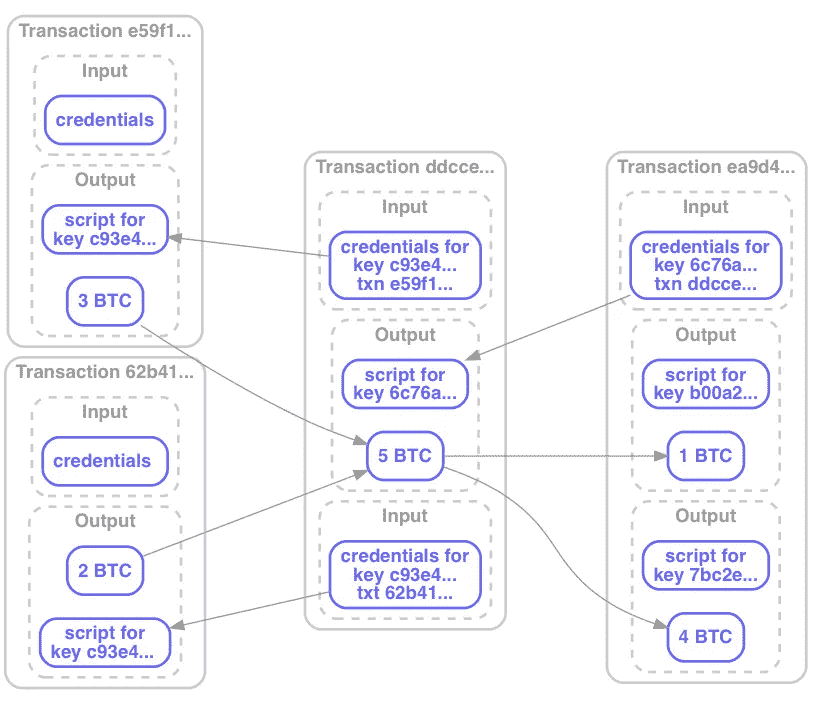 Transaction e59f1...
Input
credentials
Output
script for
key c93e4...
3 BTC
Transaction 62b41...
Input
credentials
Output
2 BTC
script for
key c93e4...
Transaction ddcce...
Input
credentials for
key c93e4...
txn e59f1...
Output
script for
key 6c76a...
5 BTC
Input
credentials for
key c93e4...
txt 62b41...
Transaction ea9d4...
Input
credentials for
key 6c76a...
txn ddcce...
Output
script for
key b00a2...
1 BTC
Output
script for
key 7bc2e...
4 BTC